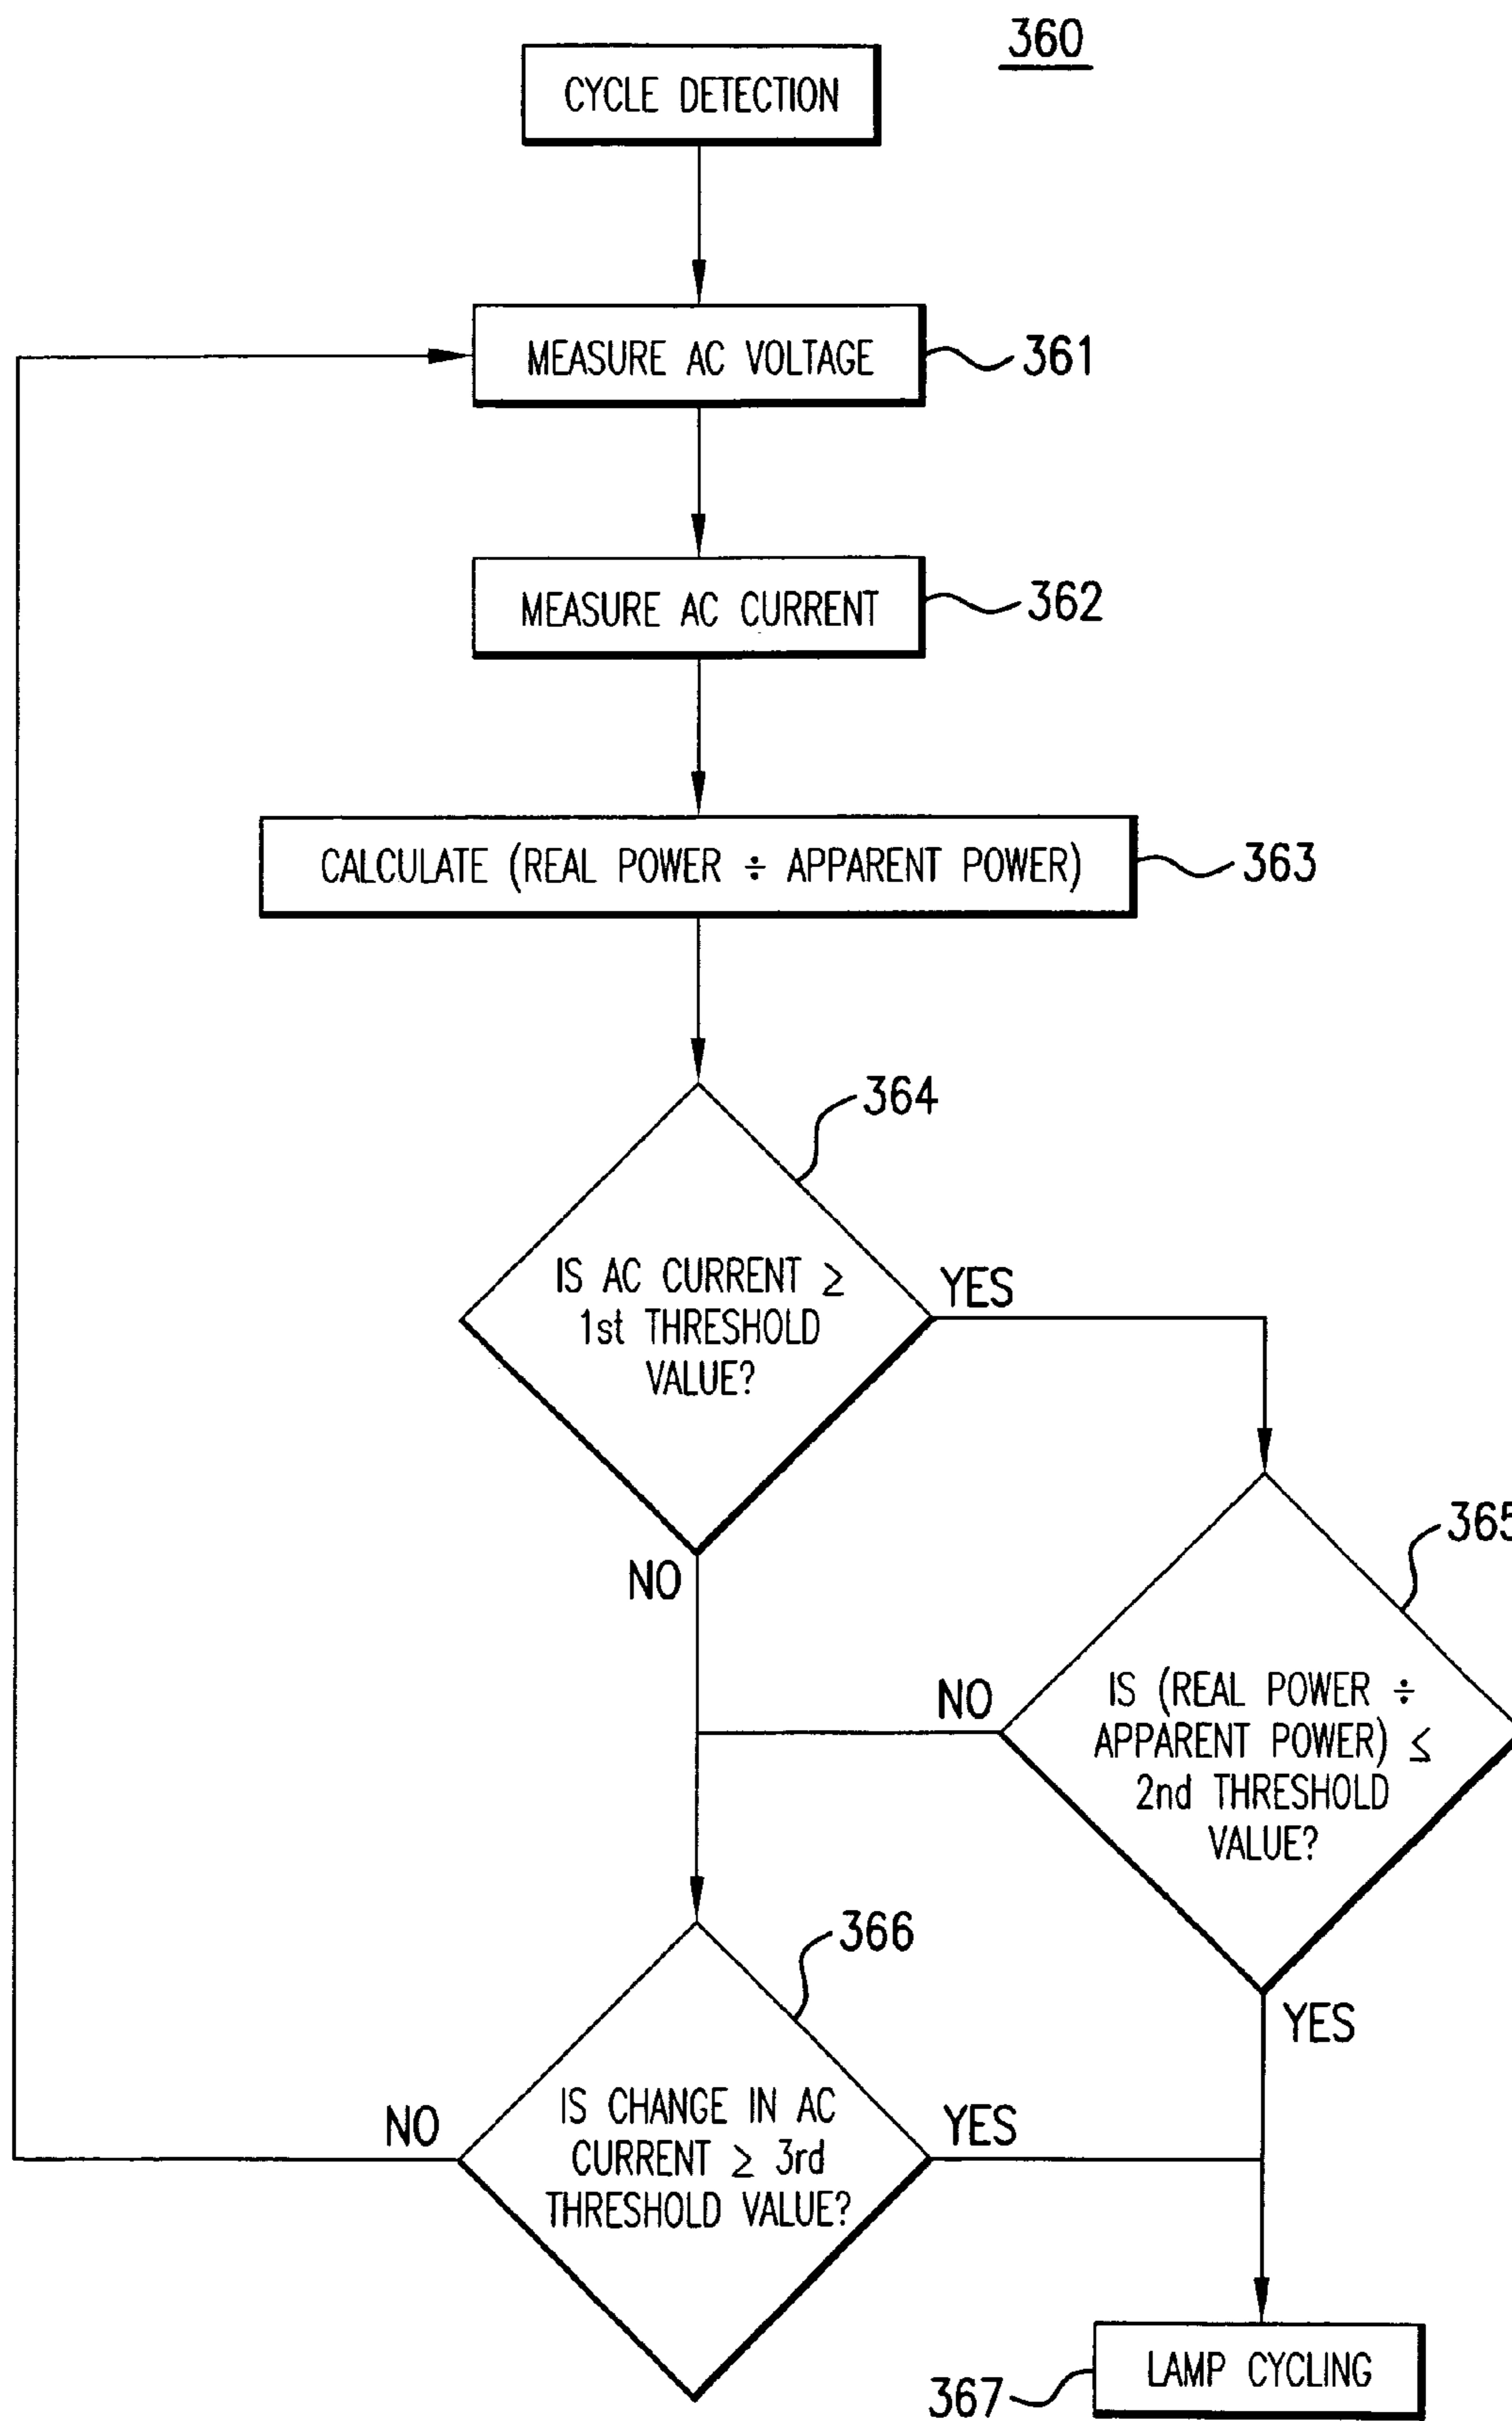 360
CYCLE DETECTION
MEASURE AC VOLTAGE
361
MEASURE AC CURRENT
362
CALCULATE (REAL POWER ÷ APPARENT POWER)
363
364
IS AC CURRENT ≥
1st THRESHOLD
VALUE?
YES
NO
365
IS (REAL POWER ÷
APPARENT POWER) ≤
2nd THRESHOLD
VALUE?
NO
YES
366
IS CHANGE IN AC
CURRENT ≥ 3rd
THRESHOLD VALUE?
NO
YES
LAMP CYCLING
367